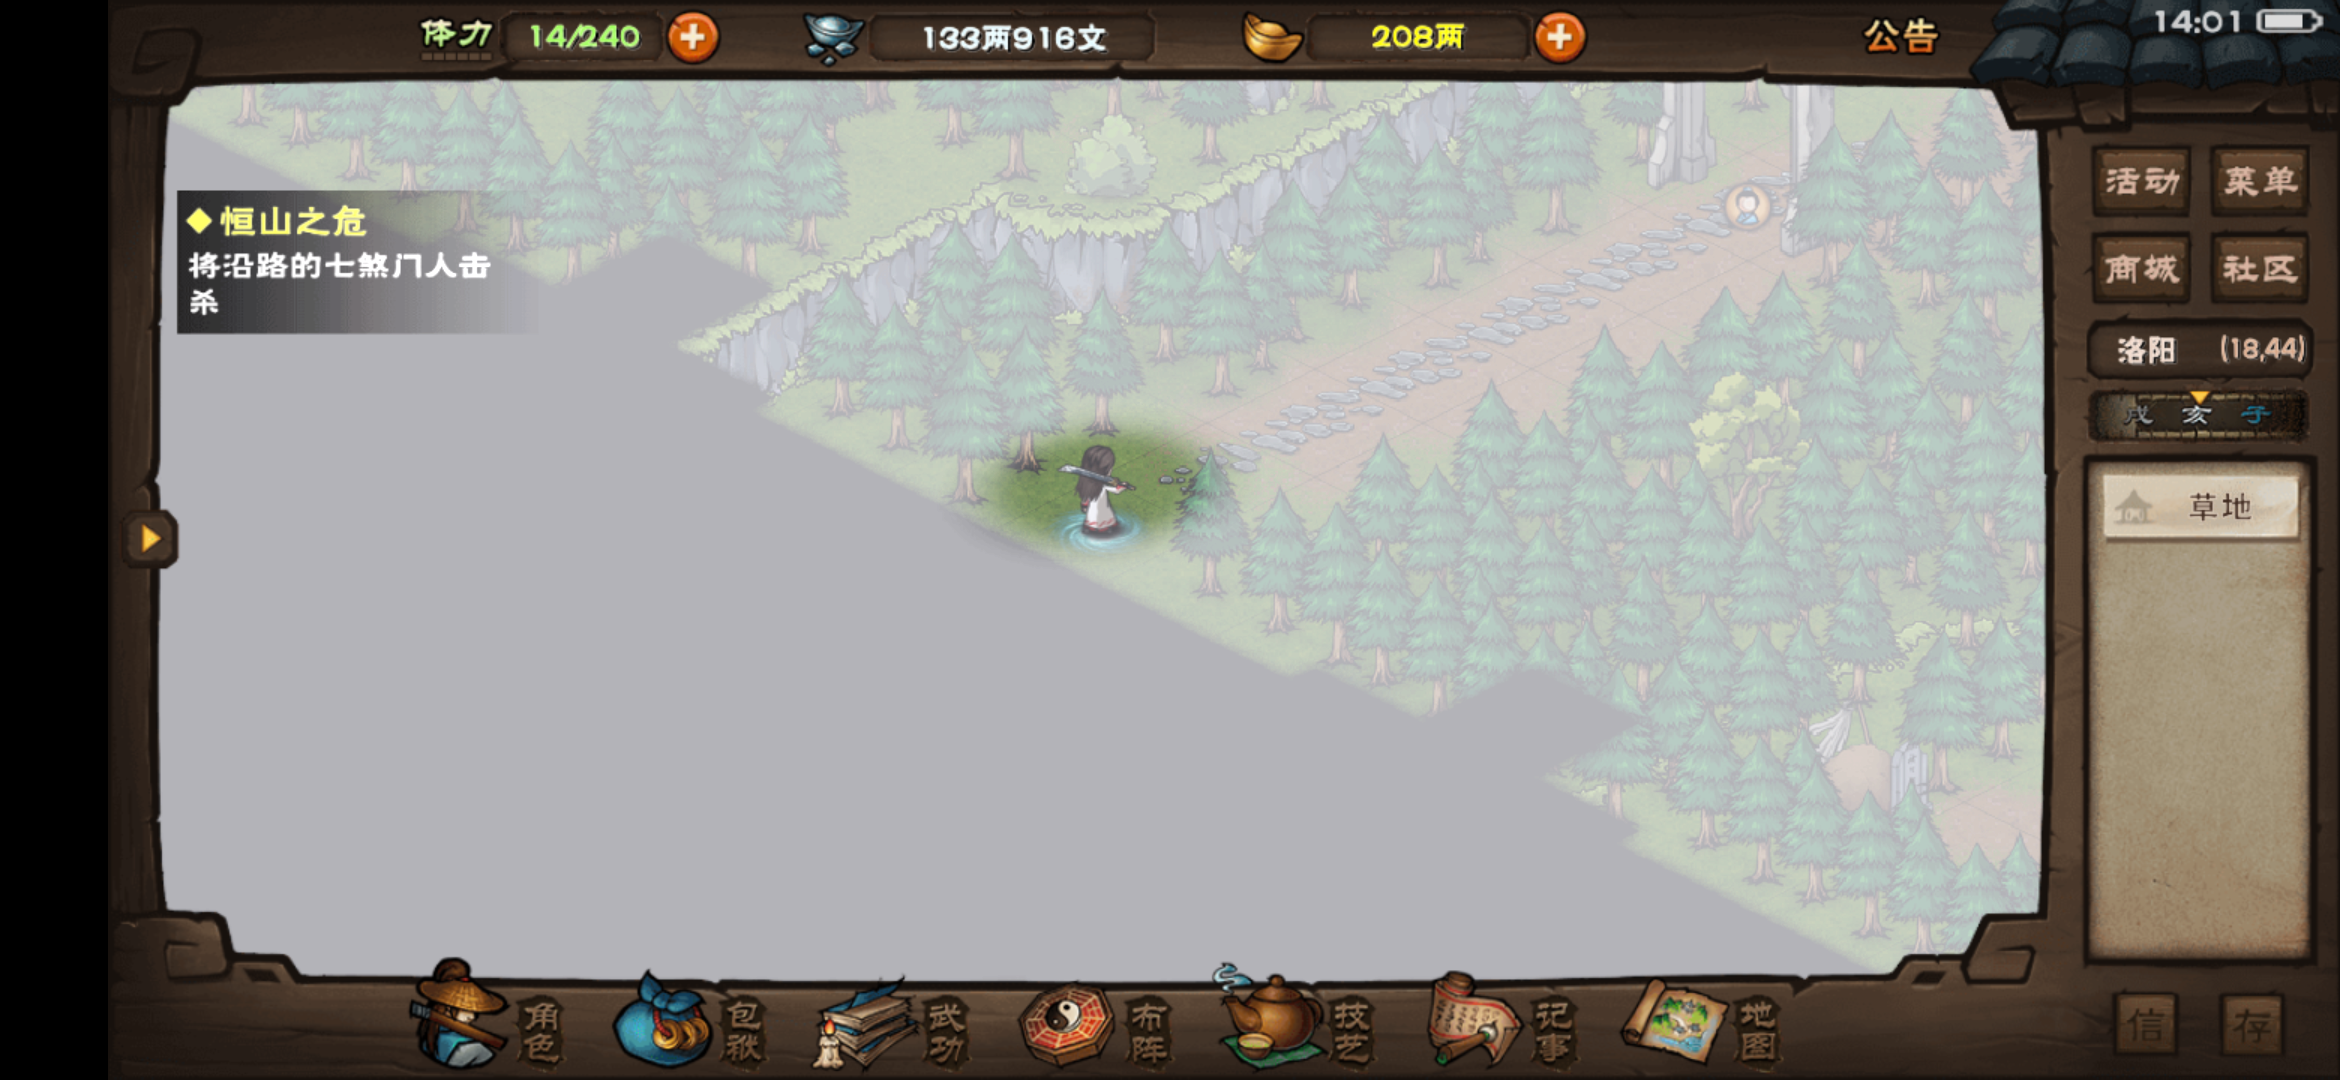 体力 14/240 133两916文 208两 公告 14:01
◆恒山之危
将沿路的七煞门人击
杀
活动 菜单
商城 社区
洛阳 (18,44)
戌 亥 子
草地
角色 包袱 武功 布阵 技艺 记事 地图
信 存